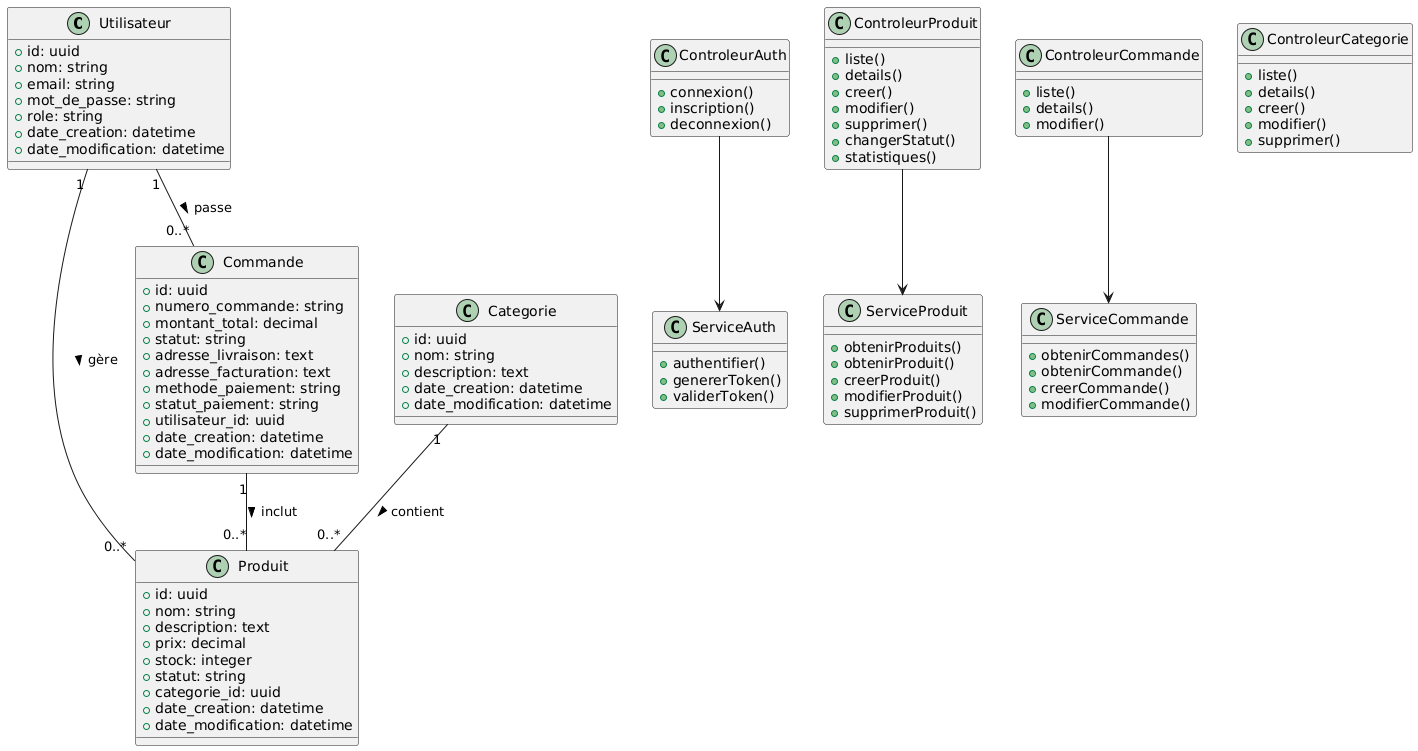 C Utilisateur
id: uuid
nom: string
email: string
mot_de_passe: string
role: string
date_creation: datetime
date_modification: datetime
1
1
passe
0..*
gère
0..*
C Commande
id: uuid
numero_commande: string
montant_total: decimal
statut: string
adresse_livraison: text
adresse_facturation: text
methode_paiement: string
statut_paiement: string
utilisateur_id: uuid
date_creation: datetime
date_modification: datetime
1
inclut
0..*
C Categorie
id: uuid
nom: string
description: text
date_creation: datetime
date_modification: datetime
1
contient
0..*
C Produit
id: uuid
nom: string
description: text
prix: decimal
stock: integer
statut: string
categorie_id: uuid
date_creation: datetime
date_modification: datetime
C ControleurAuth
connexion()
inscription()
deconnexion()
C ServiceAuth
authentifier()
genererToken()
validerToken()
C ControleurProduit
liste()
details()
creer()
modifier()
supprimer()
changerStatut()
statistiques()
C ServiceProduit
obtenirProduits()
obtenirProduit()
creerProduit()
modifierProduit()
supprimerProduit()
C ControleurCommande
liste()
details()
modifier()
C ServiceCommande
obtenirCommandes()
obtenirCommande()
creerCommande()
modifierCommande()
C ControleurCategorie
liste()
details()
creer()
modifier()
supprimer()